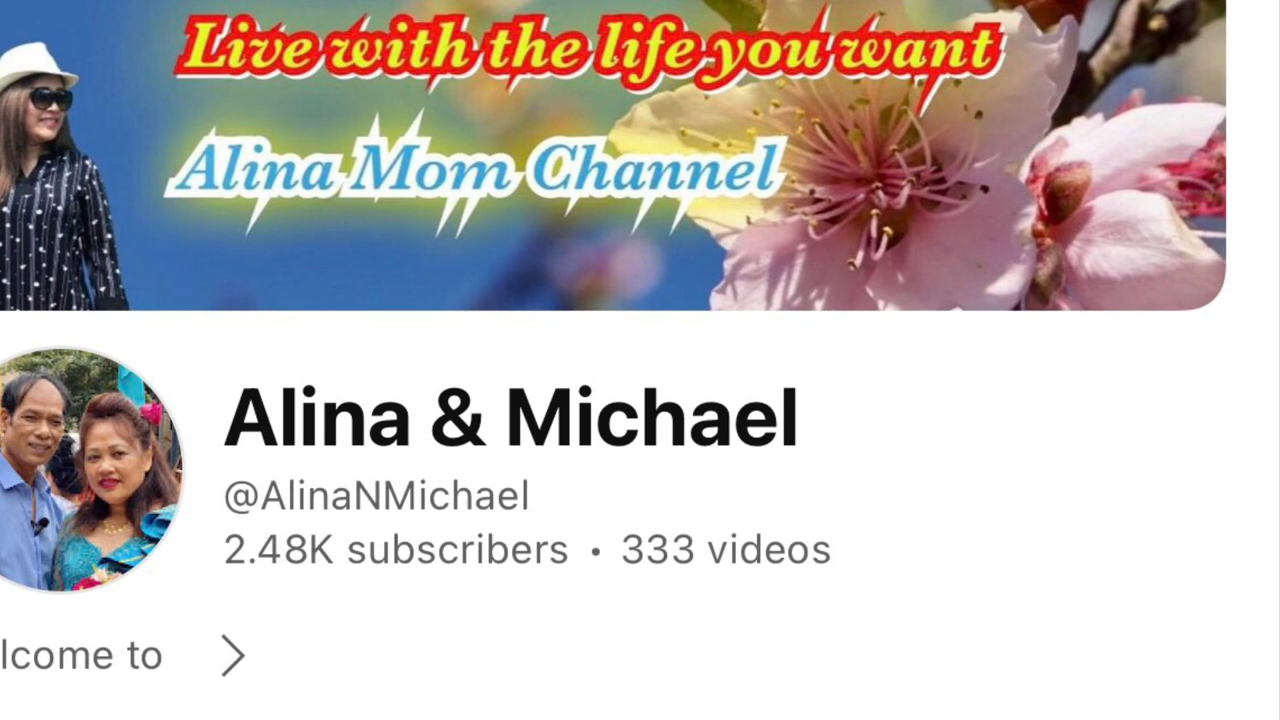 Live with the life you want
Alina Mom Channel
Alina & Michael
@AlinaNMichael
2.48K subscribers • 333 videos
lcome to